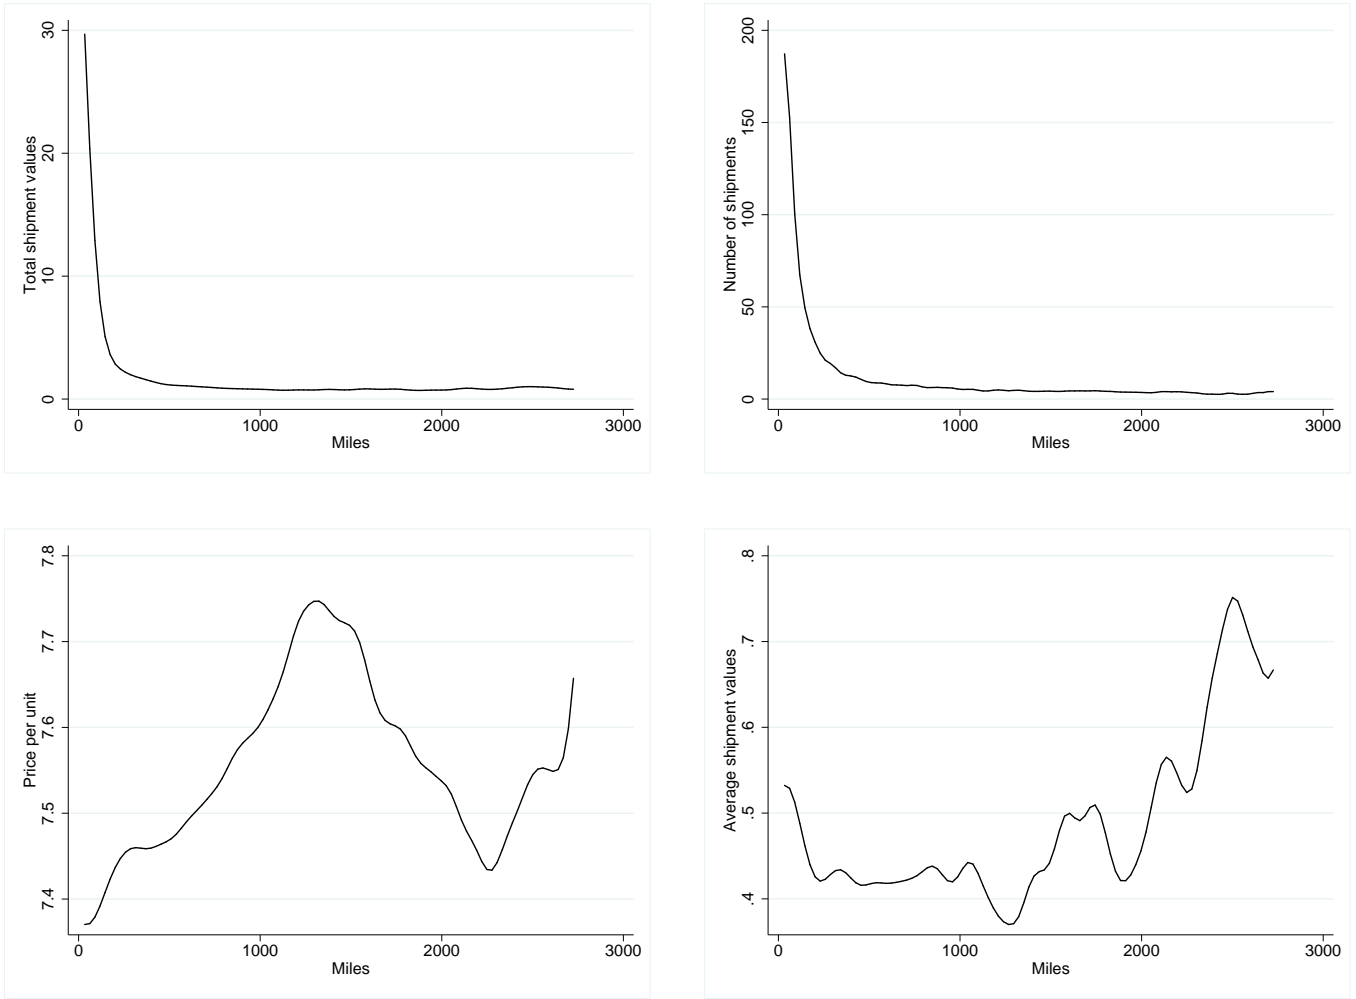 Total shipment values
30
20
10
0
0 1000 2000 3000
Miles
Number of shipments
200
150
100
50
0
0 1000 2000 3000
Miles
Price per unit
7.8
7.7
7.6
7.5
7.4
0 1000 2000 3000
Miles
Average shipment values
.8
.7
.6
.5
.4
0 1000 2000 3000
Miles